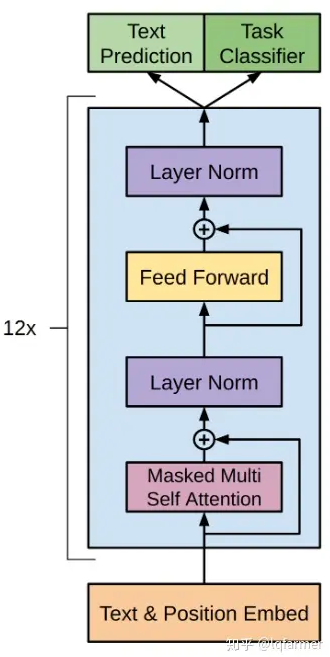 Text
Prediction
Task
Classifier
Layer Norm
Feed Forward
12x
Layer Norm
Masked Multi
Self Attention
Text & Position Embed
知乎 @lqfarmer